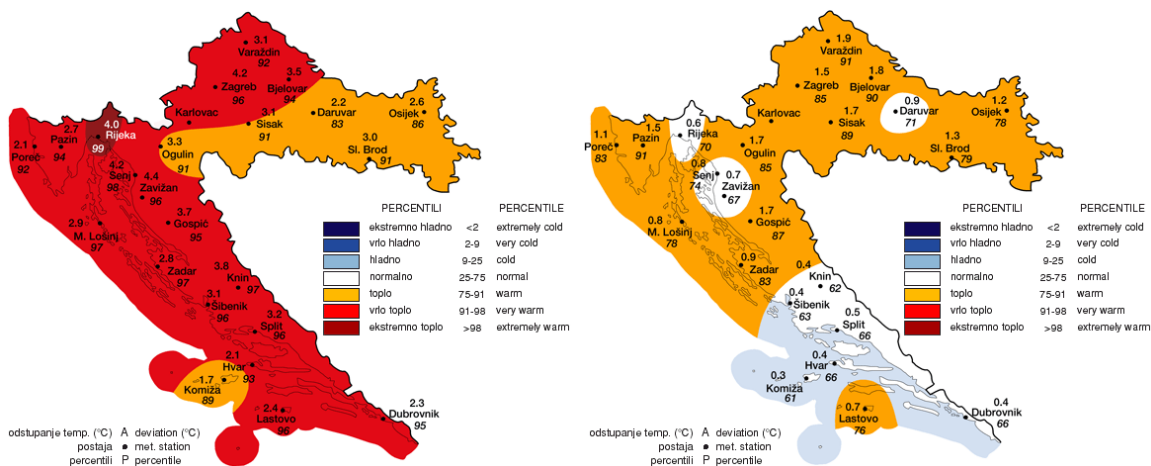 3.1
Varaždin
92
4.2
Zagreb
96
3.5
Bjelovar
94
Karlovac
3.1
Sisak
91
2.2
Daruvar
83
2.6
Osijek
86
3.0
Sl. Brod
91
4.0
Rijeka
99
2.7
Pazin
94
2.1
Poreč
92
3.3
Ogulin
91
4.2
Senj
98
4.4
Zavižan
96
2.9
M. Lošinj
97
3.7
Gospić
95
2.8
Zadar
97
3.8
Knin
97
3.1
Šibenik
96
3.2
Split
96
2.1
Hvar
93
1.7
Komiža
89
2.4
Lastovo
96
2.3
Dubrovnik
95
PERCENTILI PERCENTILE
ekstremno hladno <2 extremely cold
vrlo hladno 2-9 very cold
hladno 9-25 cold
normalno 25-75 normal
toplo 75-91 warm
vrlo toplo 91-98 very warm
ekstremno toplo >98 extremely warm
odstupanje temp. (°C) A deviation (°C)
postaja met. station
percentili P percentile
1.9
Varaždin
91
1.5
Zagreb
85
1.8
Bjelovar
90
Karlovac
1.7
Sisak
89
0.9
Daruvar
71
1.2
Osijek
78
1.3
Sl. Brod
79
0.6
Rijeka
70
1.5
Pazin
91
1.1
Poreč
83
1.7
Ogulin
85
0.8
Senj
74
0.7
Zavižan
67
0.8
M. Lošinj
78
1.7
Gospić
87
0.9
Zadar
83
0.4
Knin
62
0.4
Šibenik
63
0.5
Split
66
0.4
Hvar
66
0.3
Komiža
61
0.7
Lastovo
76
0.4
Dubrovnik
66
PERCENTILI PERCENTILE
ekstremno hladno <2 extremely cold
vrlo hladno 2-9 very cold
hladno 9-25 cold
normalno 25-75 normal
toplo 75-91 warm
vrlo toplo 91-98 very warm
ekstremno toplo >98 extremely warm
odstupanje temp. (°C) A deviation (°C)
postaja met. station
percentili P percentile